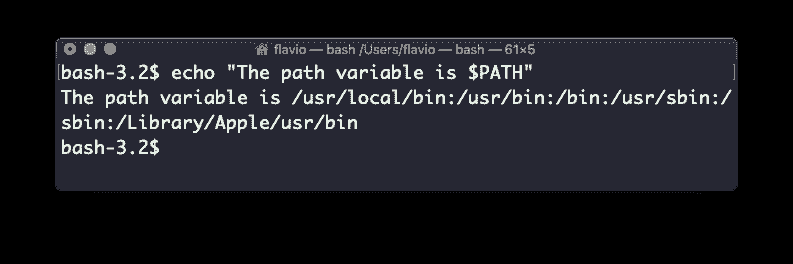 flavio — bash /Users/flavio — bash — 61×5
bash-3.2$ echo "The path variable is $PATH"
The path variable is /usr/local/bin:/usr/bin:/bin:/usr/sbin:/
sbin:/Library/Apple/usr/bin
bash-3.2$